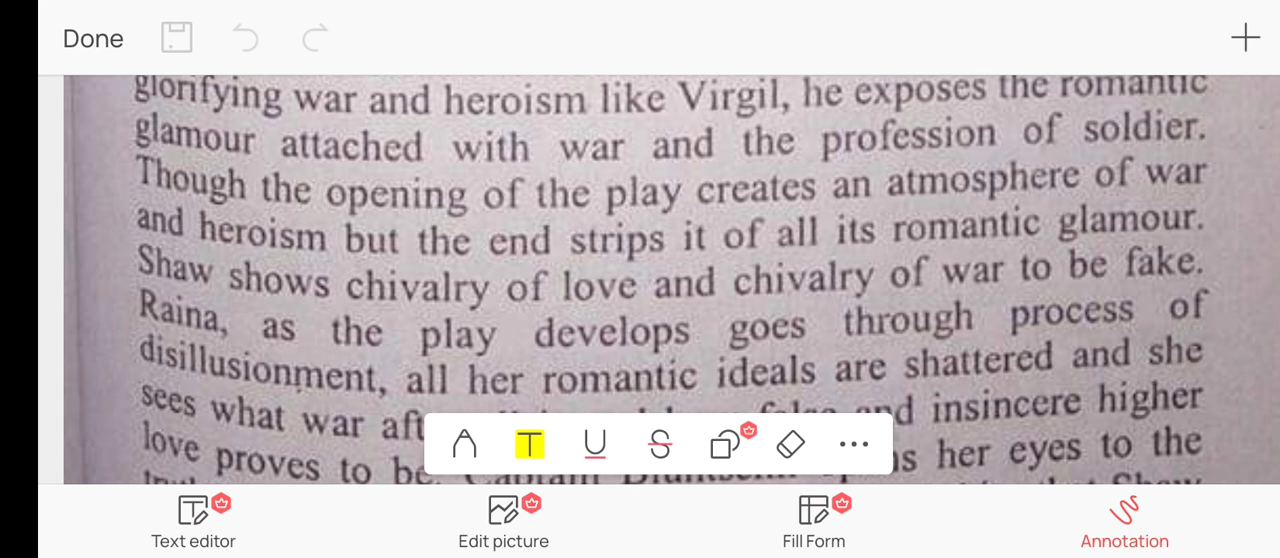 Done
glorifying war and heroism like Virgil, he exposes the romantic
glamour attached with war and the profession of soldier.
Though the opening of the play creates an atmosphere of war
and heroism but the end strips it of all its romantic glamour.
Shaw shows chivalry of love and chivalry of war to be fake.
Raina, as the play develops goes through process of
disillusionment, all her romantic ideals are shattered and she
sees what war and insincere higher
love proves to be her eyes to the
Text editor
Edit picture
Fill Form
Annotation